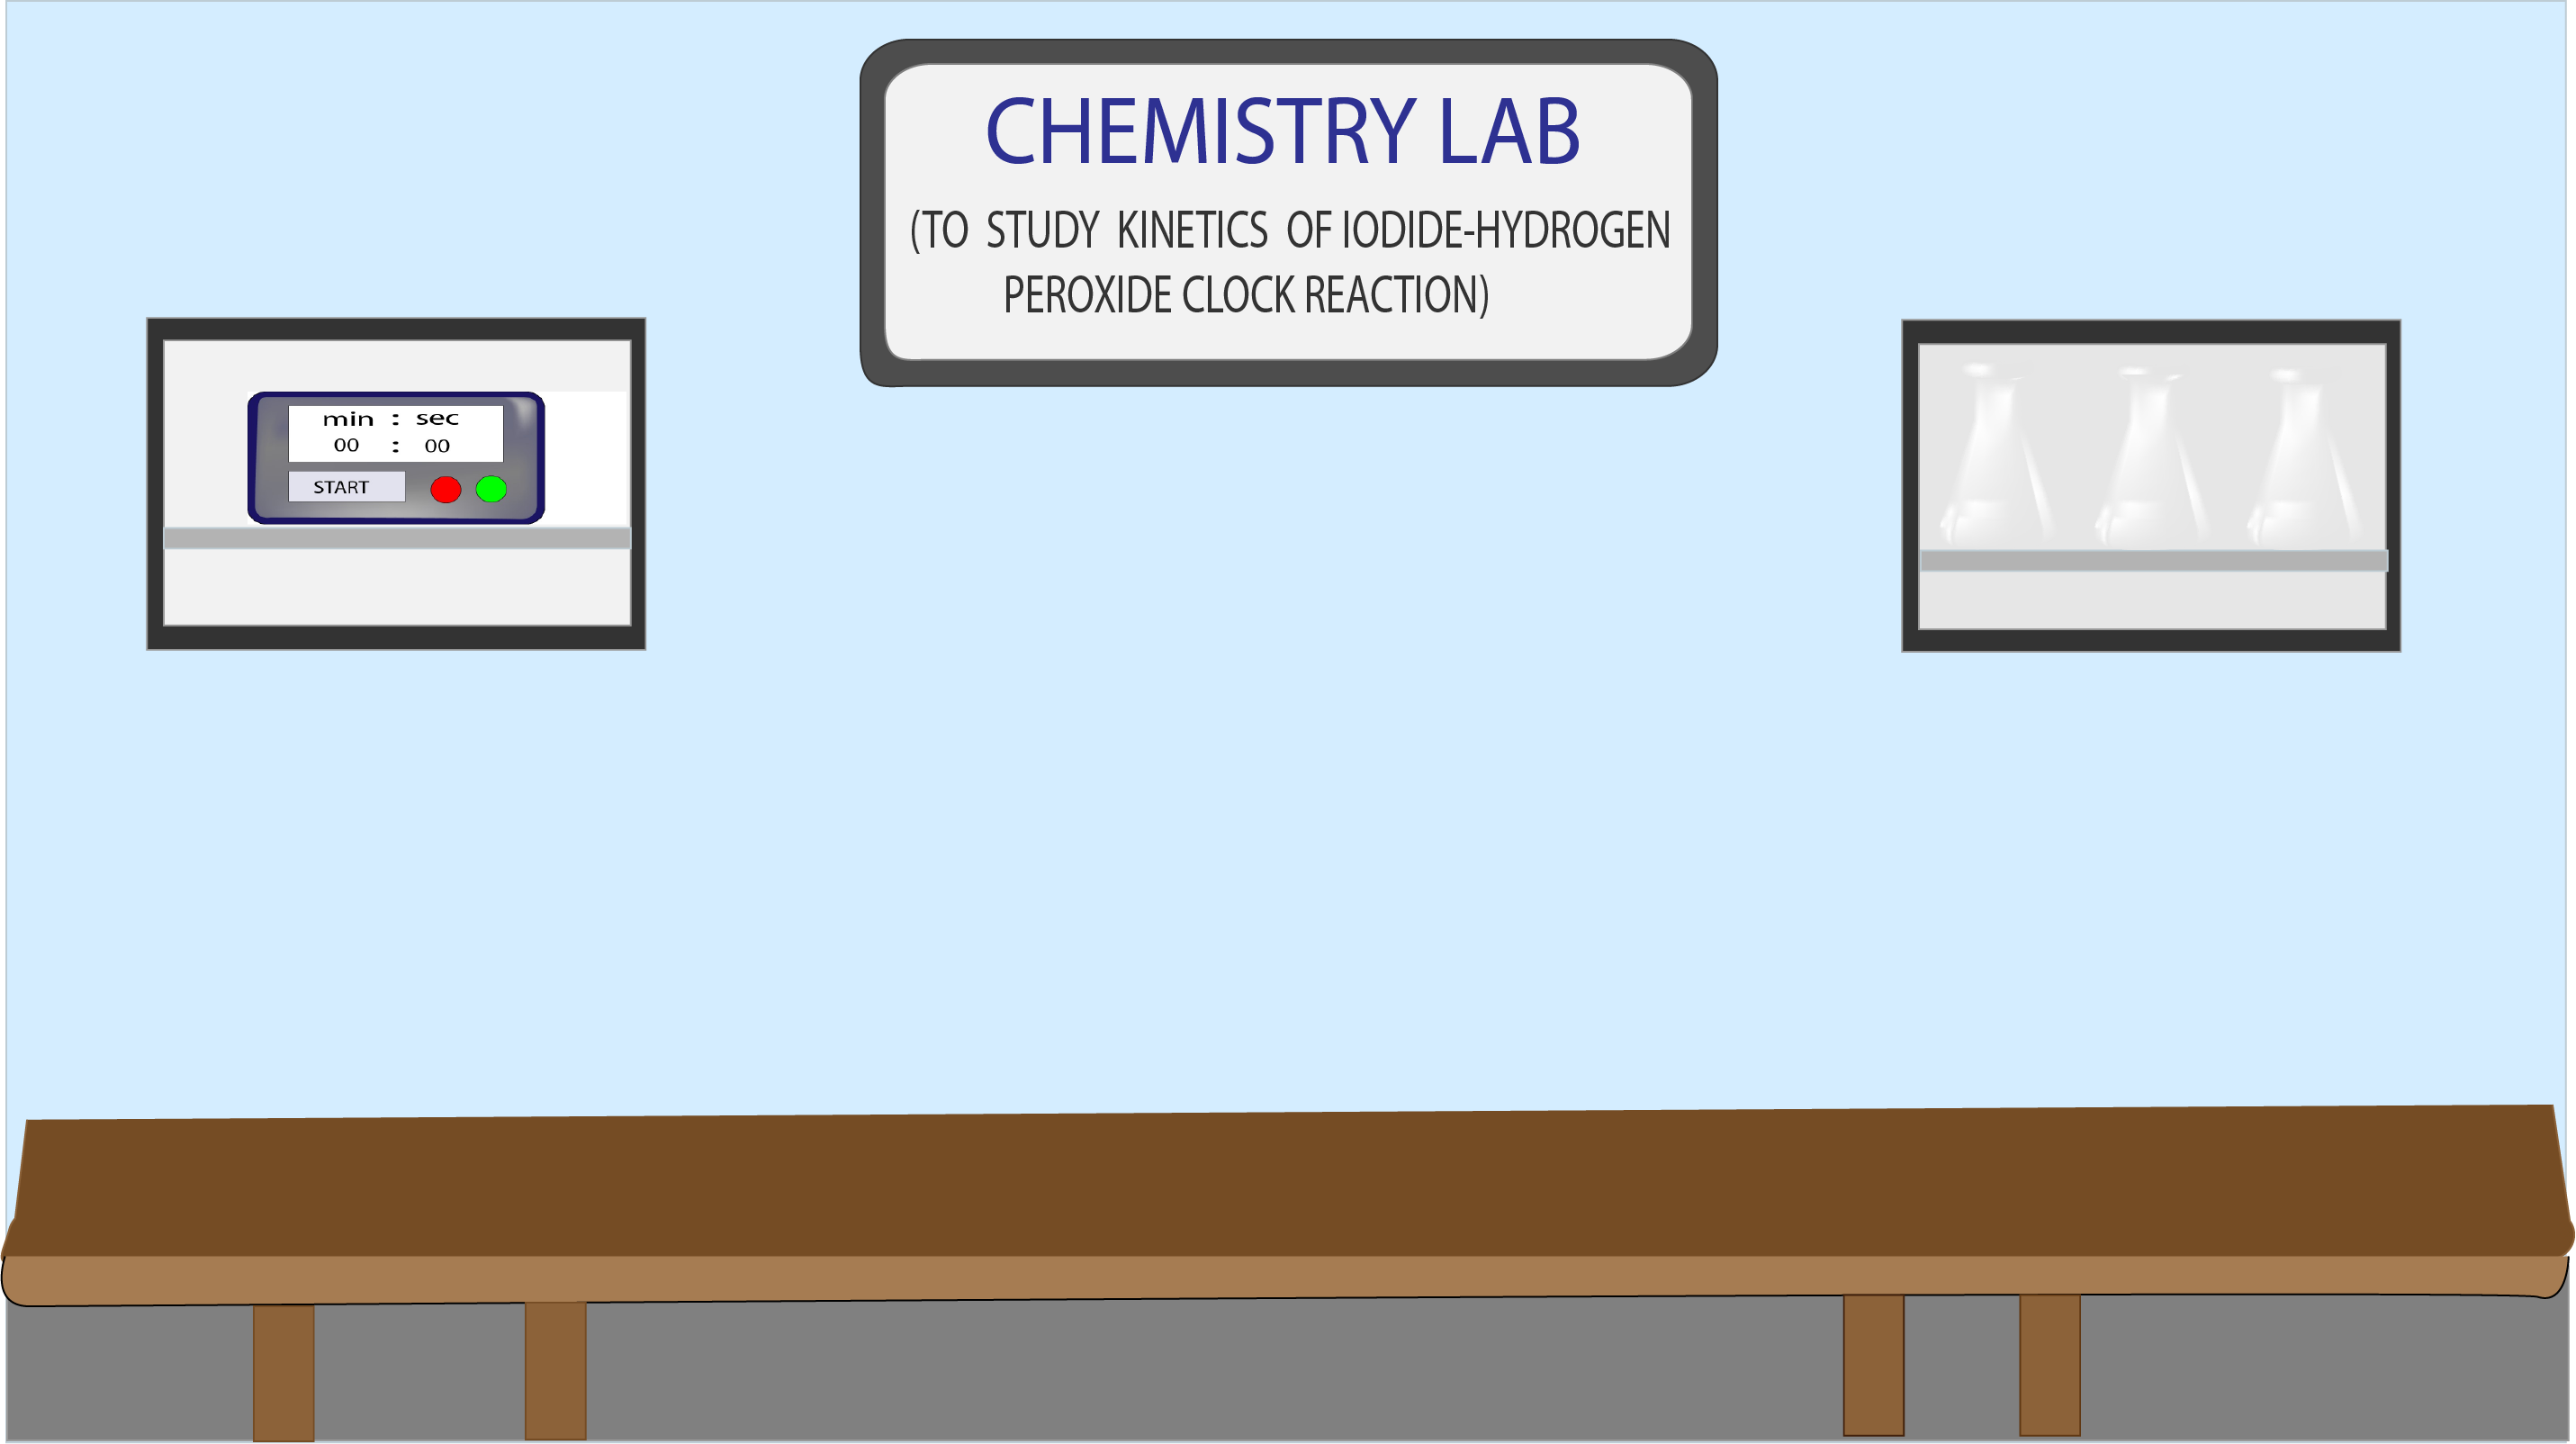 CHEMISTRY LAB
(TO STUDY KINETICS OF IODIDE-HYDROGEN
PEROXIDE CLOCK REACTION)
min : sec
00 : 00
START